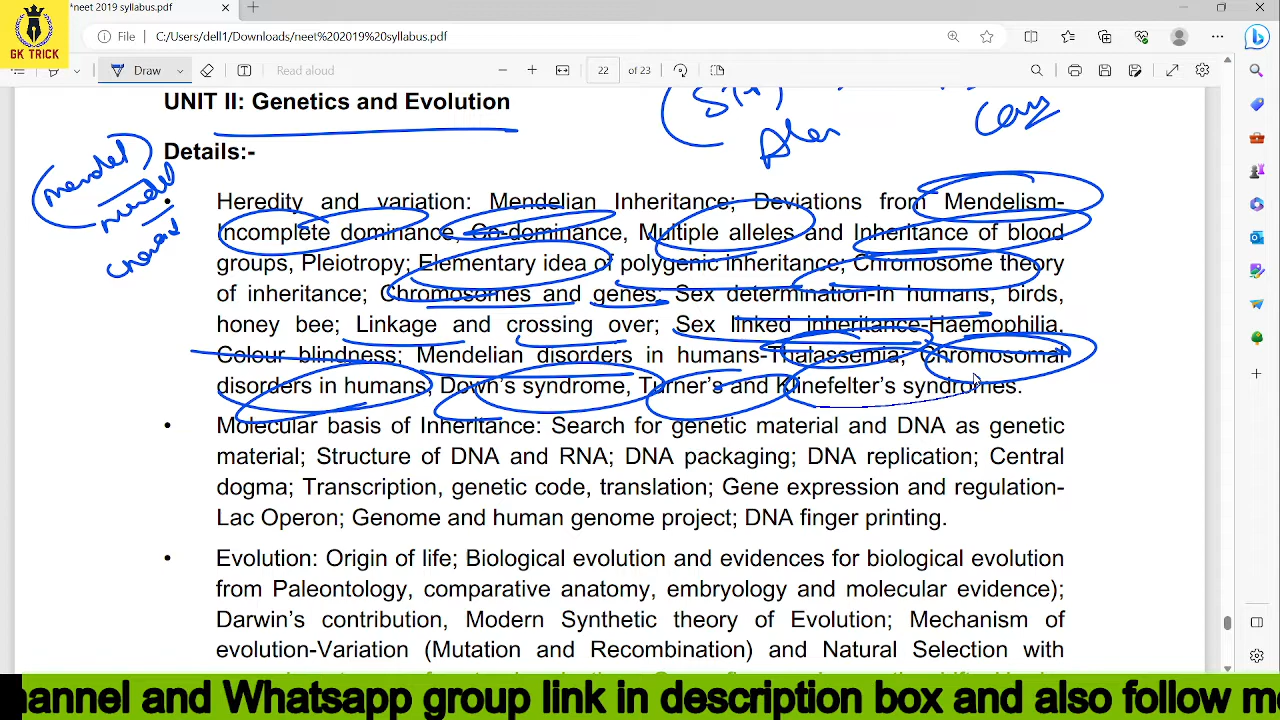 *neet 2019 syllabus.pdf
GK TRICK
File C:/Users/dell1/Downloads/neet%202019%20syllabus.pdf
Draw Read aloud 22 of 23
UNIT II: Genetics and Evolution
Details:-
mendel
• Heredity and variation: Mendelian Inheritance; Deviations from Mendelism-
Incomplete dominance, Co-dominance, Multiple alleles and Inheritance of blood
groups, Pleiotropy; Elementary idea of polygenic inheritance; Chromosome theory
of inheritance; Chromosomes and genes; Sex determination-In humans, birds,
honey bee; Linkage and crossing over; Sex linked inheritance-Haemophilia,
Colour blindness; Mendelian disorders in humans-Thalassemia; Chromosomal
disorders in humans; Down's syndrome, Turner's and Klinefelter's syndromes.
• Molecular basis of Inheritance: Search for genetic material and DNA as genetic
material; Structure of DNA and RNA; DNA packaging; DNA replication; Central
dogma; Transcription, genetic code, translation; Gene expression and regulation-
Lac Operon; Genome and human genome project; DNA finger printing.
• Evolution: Origin of life; Biological evolution and evidences for biological evolution
from Paleontology, comparative anatomy, embryology and molecular evidence);
Darwin's contribution, Modern Synthetic theory of Evolution; Mechanism of
evolution-Variation (Mutation and Recombination) and Natural Selection with
hannel and Whatsapp group link in description box and also follow m